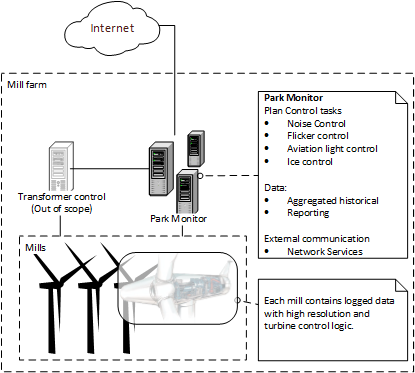 Internet
Mill farm
Park Monitor
Plan Control tasks
• Noise Control
• Flicker control
• Aviation light control
• Ice control
Data:
• Aggregated historical
• Reporting
External communication
• Network Services
Transformer control
(Out of scope)
Park Monitor
Mills
Each mill contains logged data
with high resolution and
turbine control logic.